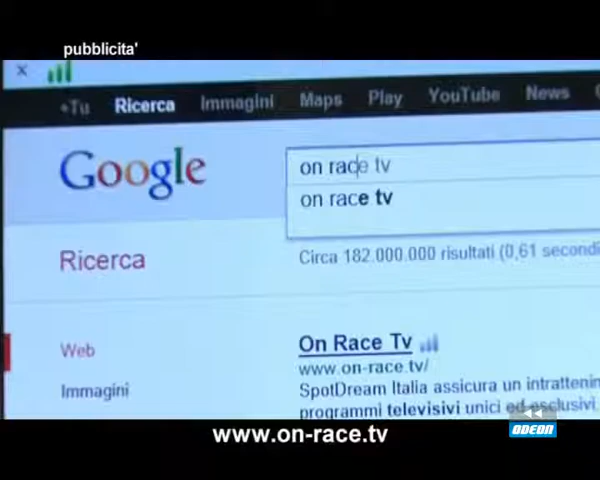 pubblicita'
x
+Tu Ricerca Immagini Maps Play YouTube News
Google
on race tv
on race tv
Ricerca
Circa 182.000.000 risultati (0,61 secondi
Web
On Race Tv
www.on-race.tv/
Immagini
SpotDream Italia assicura un intratteni
programmi televisivi unici ed esclusivi.
ODEON
www.on-race.tv